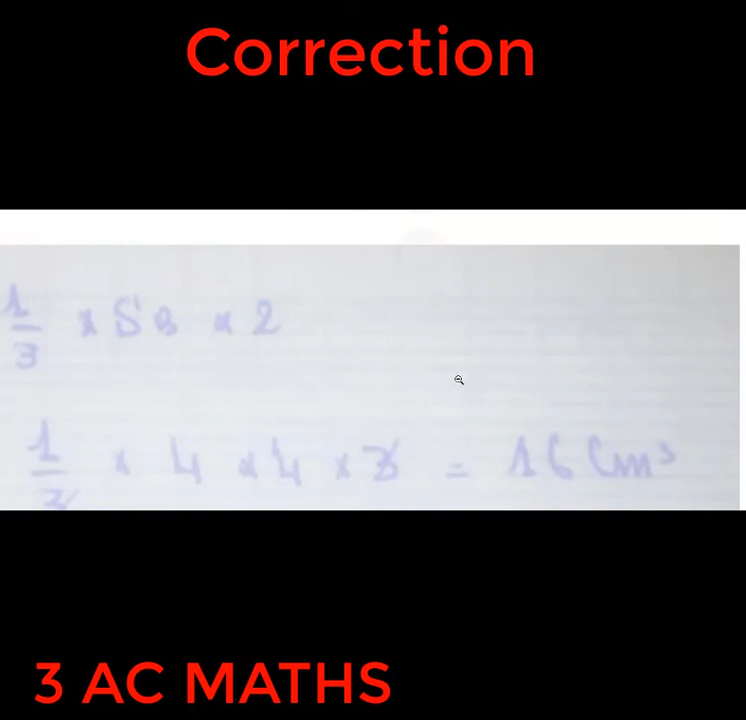 Correction
1/3 x SB x 2
1/3 x 4 x 4 x 3 = 16 Cm³
3 AC MATHS